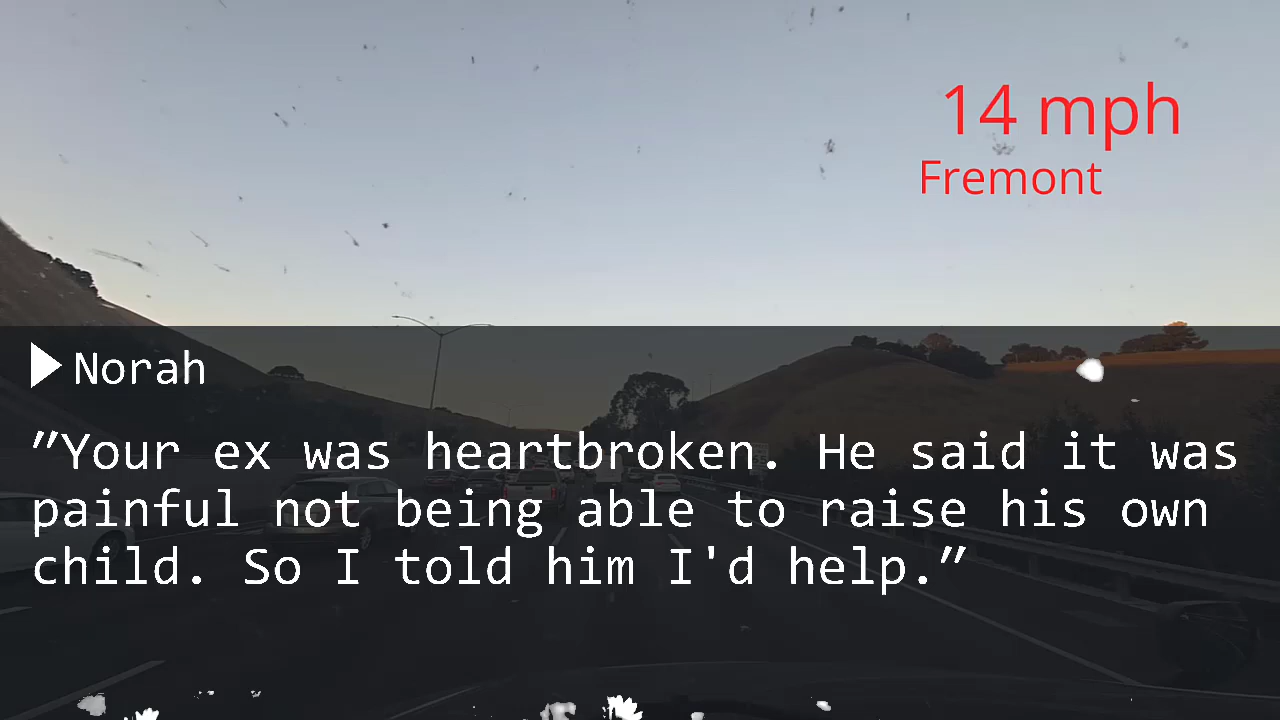 14 mph
Fremont
Norah
”Your ex was heartbroken. He said it was
painful not being able to raise his own
child. So I told him I'd help.”